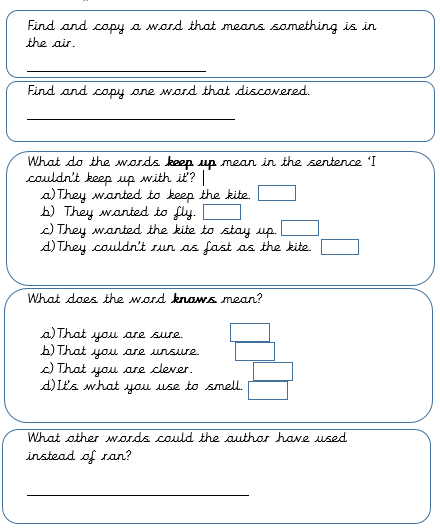 Find and copy a word that means something is in
the air.
Find and copy one word that discovered.
What do the words keep up mean in the sentence 'I
couldn't keep up with it'?
a) They wanted to keep the kite.
b) They wanted to fly.
c) They wanted the kite to stay up.
d) They couldn't run as fast as the kite.
What does the word knows mean?
a) That you are sure.
b) That you are unsure.
c) That you are clever.
d) It's what you use to smell.
What other words could the author have used
instead of ran?